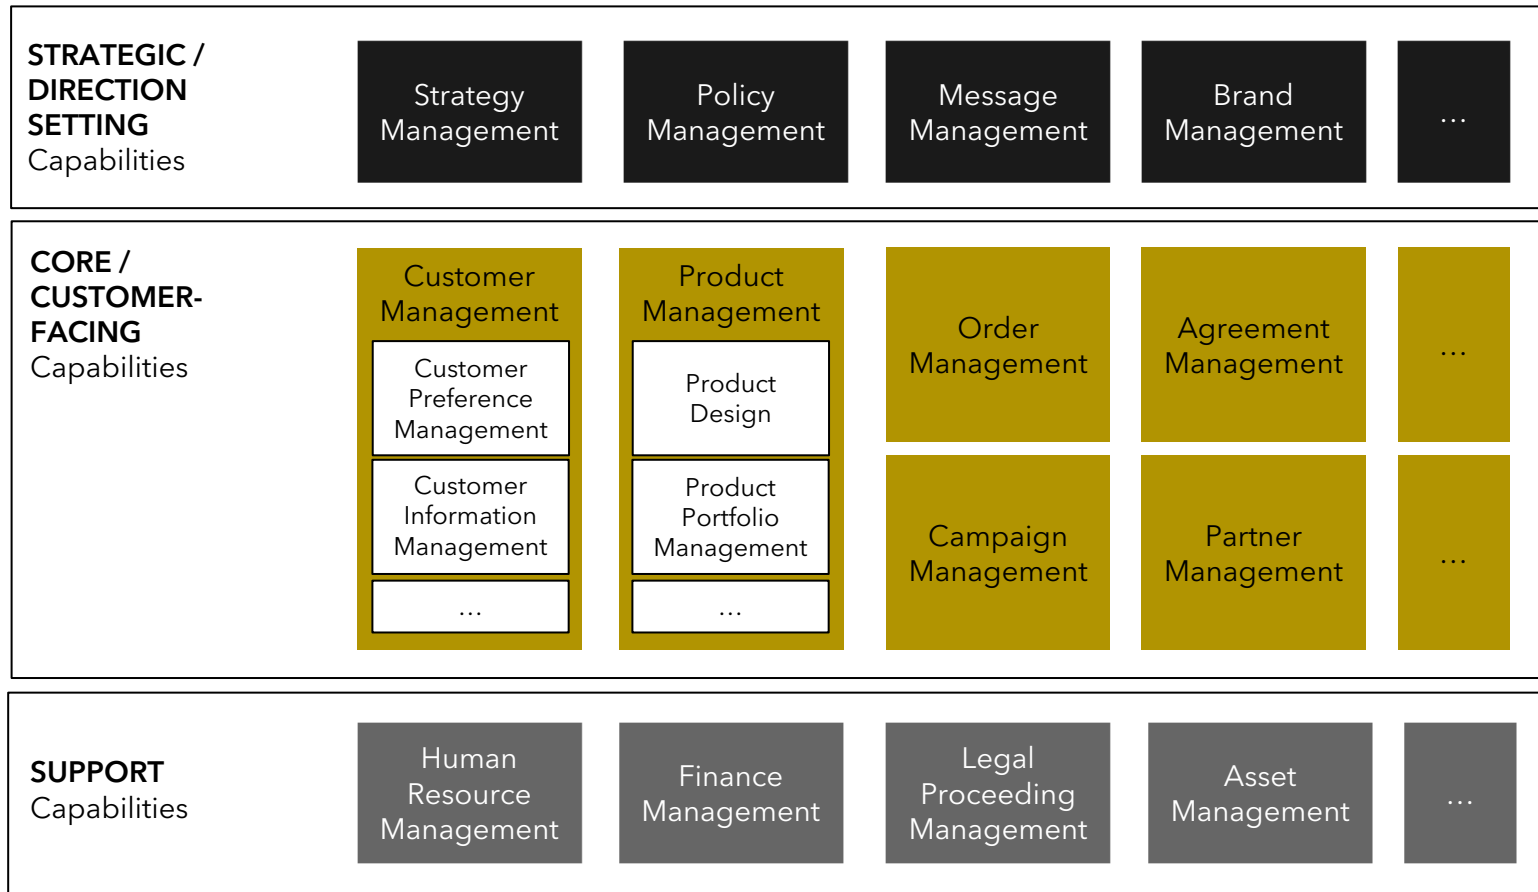 STRATEGIC /
DIRECTION
SETTING
Capabilities
Strategy
Management
Policy
Management
Message
Management
Brand
Management
…
CORE /
CUSTOMER-
FACING
Capabilities
Customer
Management
Customer
Preference
Management
Customer
Information
Management
…
Product
Management
Product
Design
Product
Portfolio
Management
…
Order
Management
Agreement
Management
…
Campaign
Management
Partner
Management
…
SUPPORT
Capabilities
Human
Resource
Management
Finance
Management
Legal
Proceeding
Management
Asset
Management
…